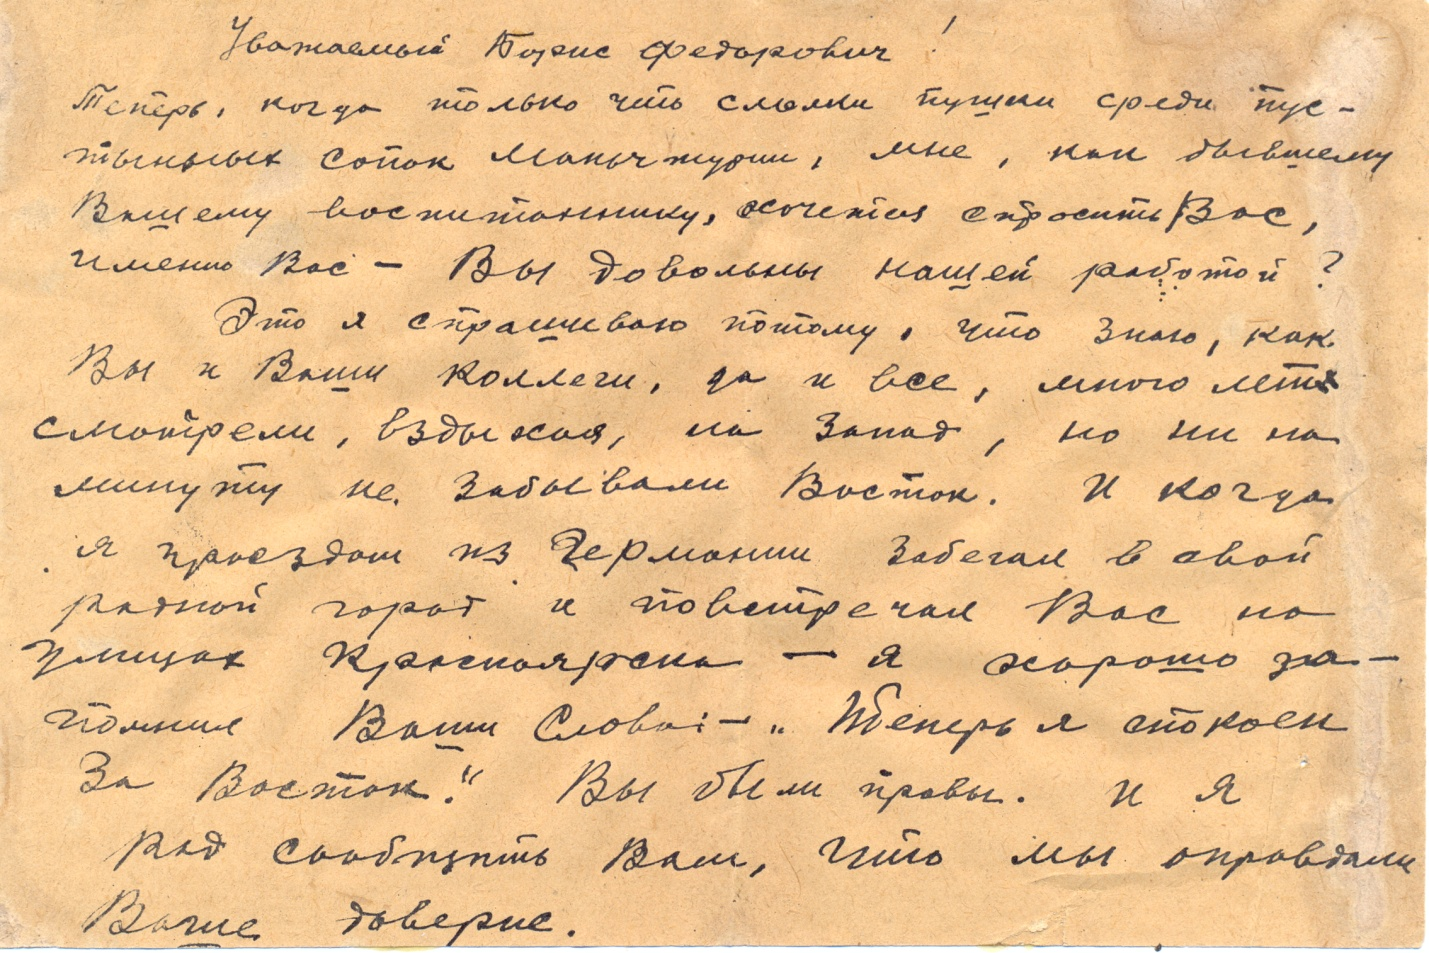 Уважаемый Борис Федорович!
Теперь, когда только что смолкли пушки среди пус-
тынных сопок Маньчжурии, мне, как бывшему
Вашему воспитаннику, хочется спросить Вас,
именно Вас — Вы довольны нашей работой?
Это я спрашиваю потому, что знаю, как
Вы и Ваши коллеги, да и все, много лет
смотрели, вздыхая, на Запад, но ни на
минуту не забывали Восток. И когда
я проездом из Германии забегал в свой
родной город и повстречал Вас на
улицах Красноярска — я хорошо за-
помнил Ваши слова: — „Теперь я спокоен
За Восток." Вы были правы. И я
рад сообщить Вам, что мы оправдали
Ваше доверие.